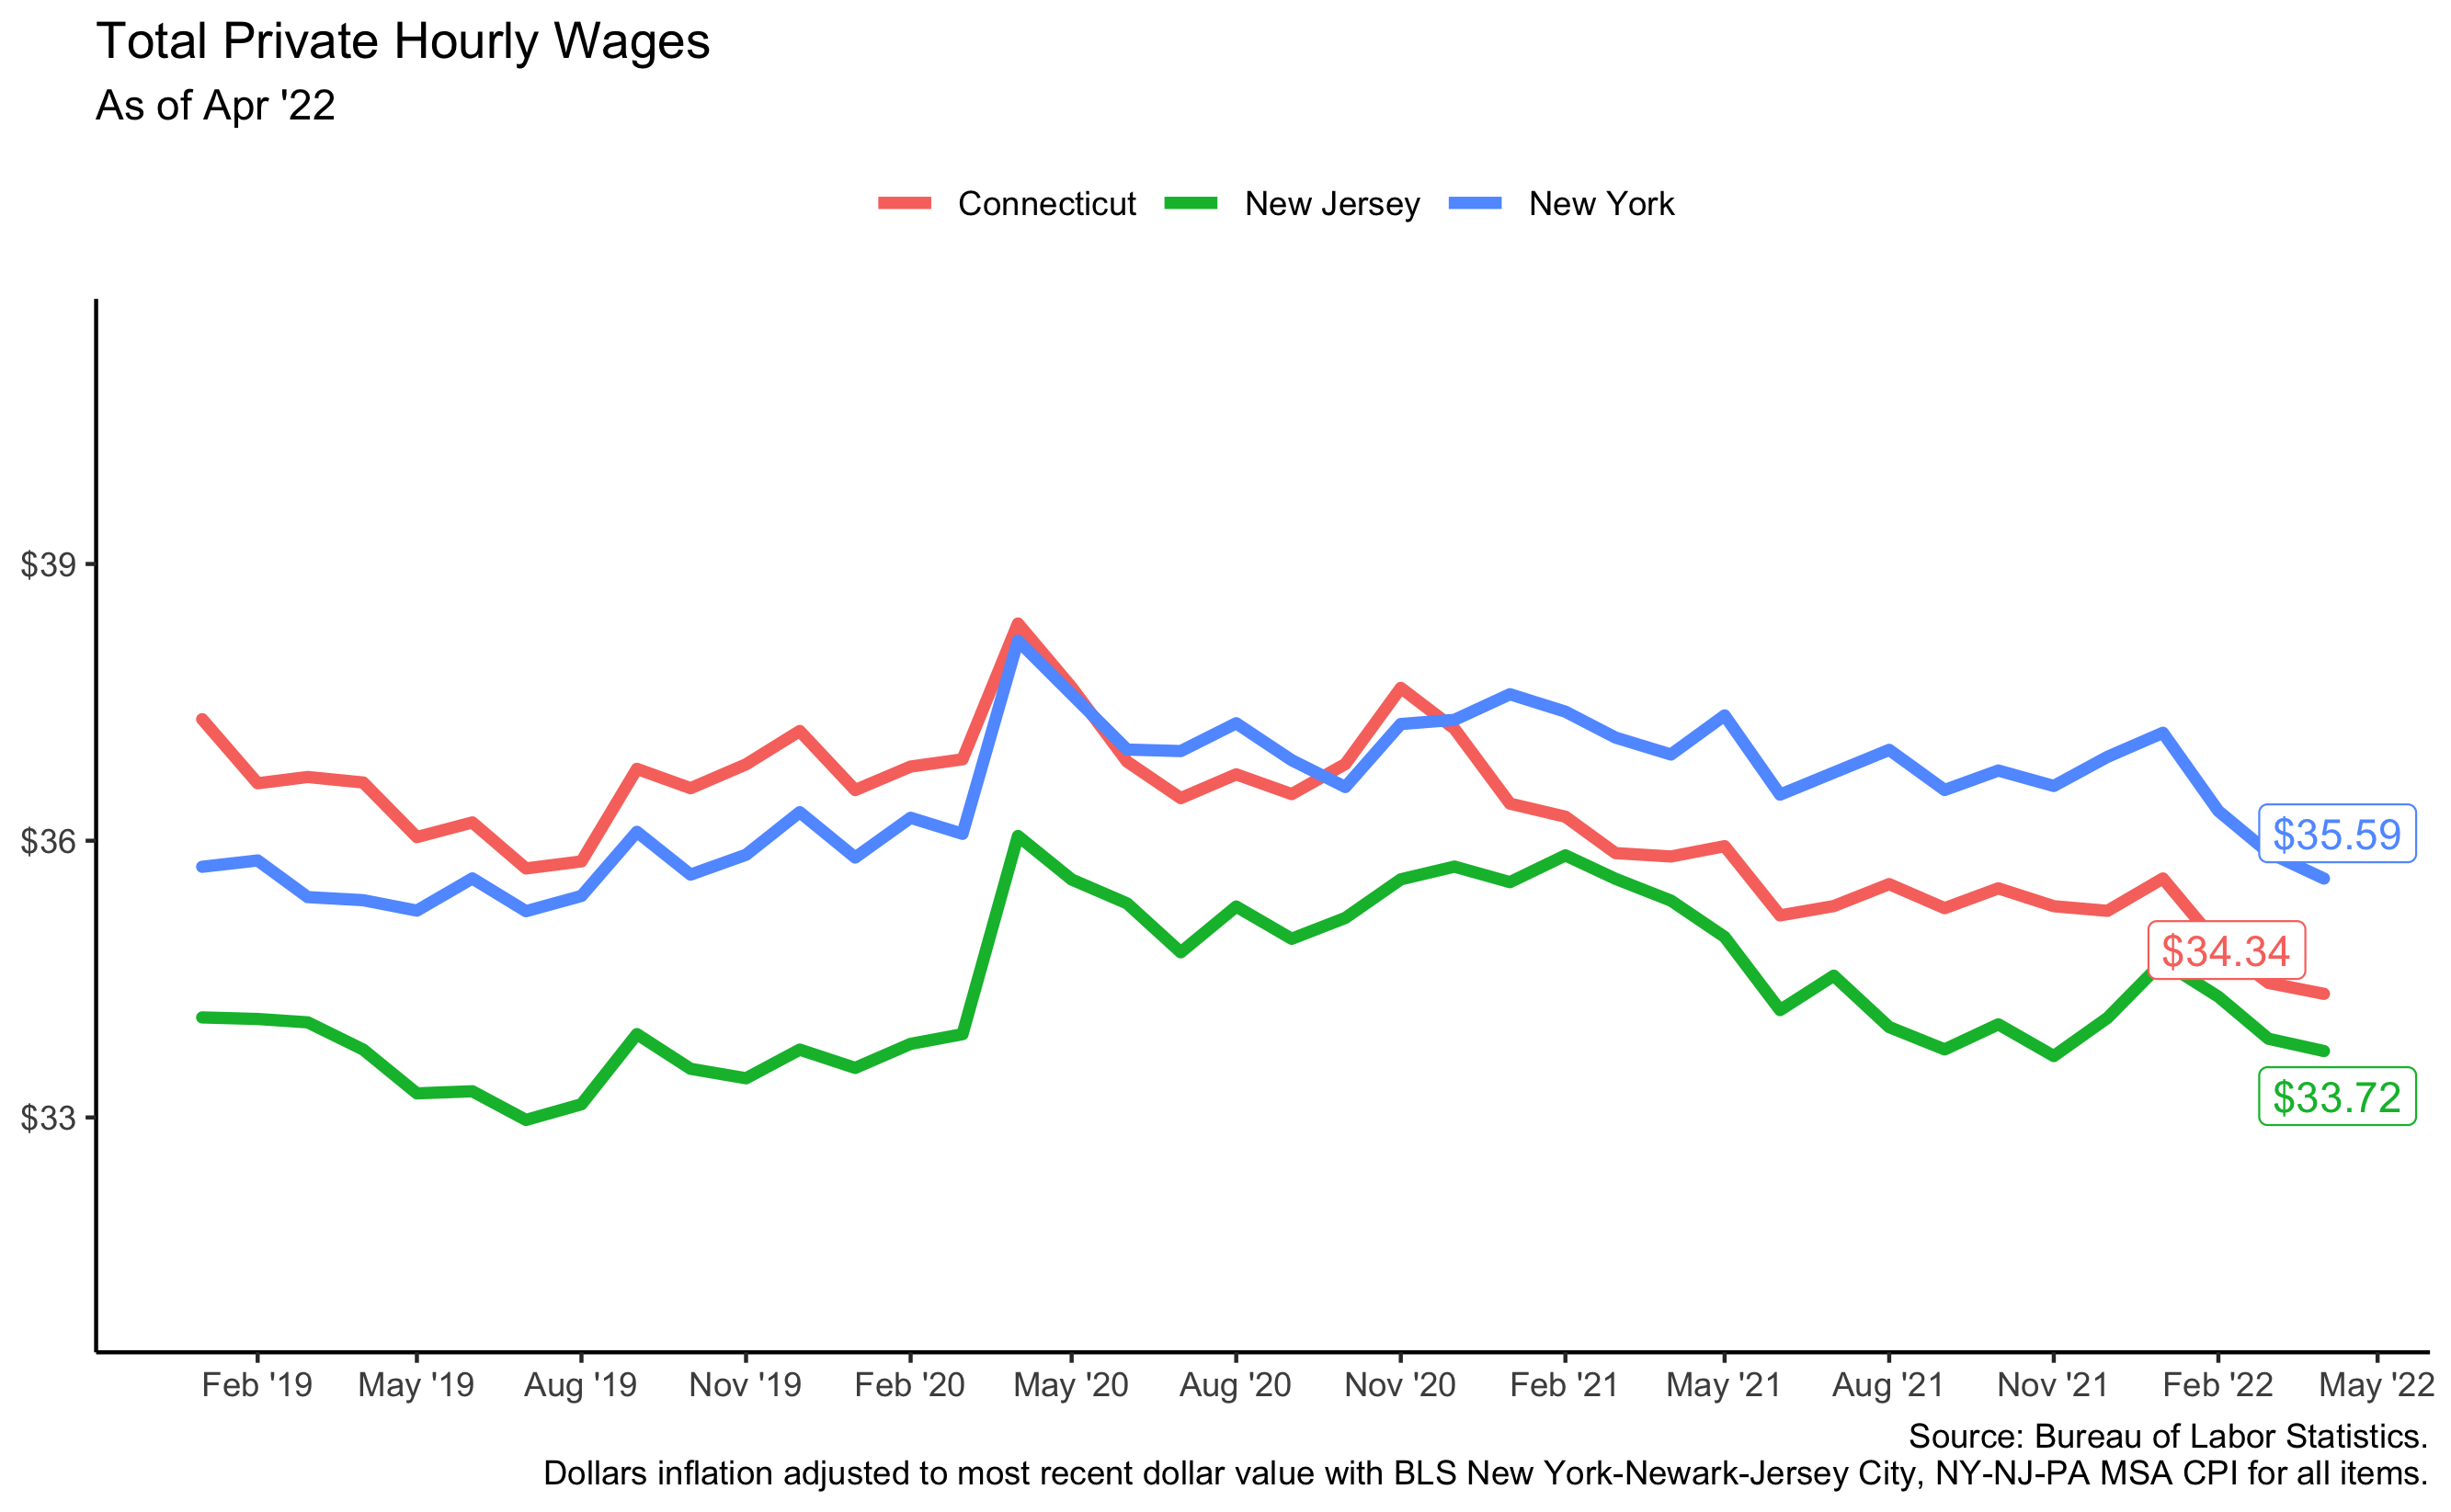 Total Private Hourly Wages
As of Apr '22
Connecticut New Jersey New York
$39
$36
$33
$35.59
$34.34
$33.72
Feb '19 May '19 Aug '19 Nov '19 Feb '20 May '20 Aug '20 Nov '20 Feb '21 May '21 Aug '21 Nov '21 Feb '22 May '22
Source: Bureau of Labor Statistics.
Dollars inflation adjusted to most recent dollar value with BLS New York-Newark-Jersey City, NY-NJ-PA MSA CPI for all items.